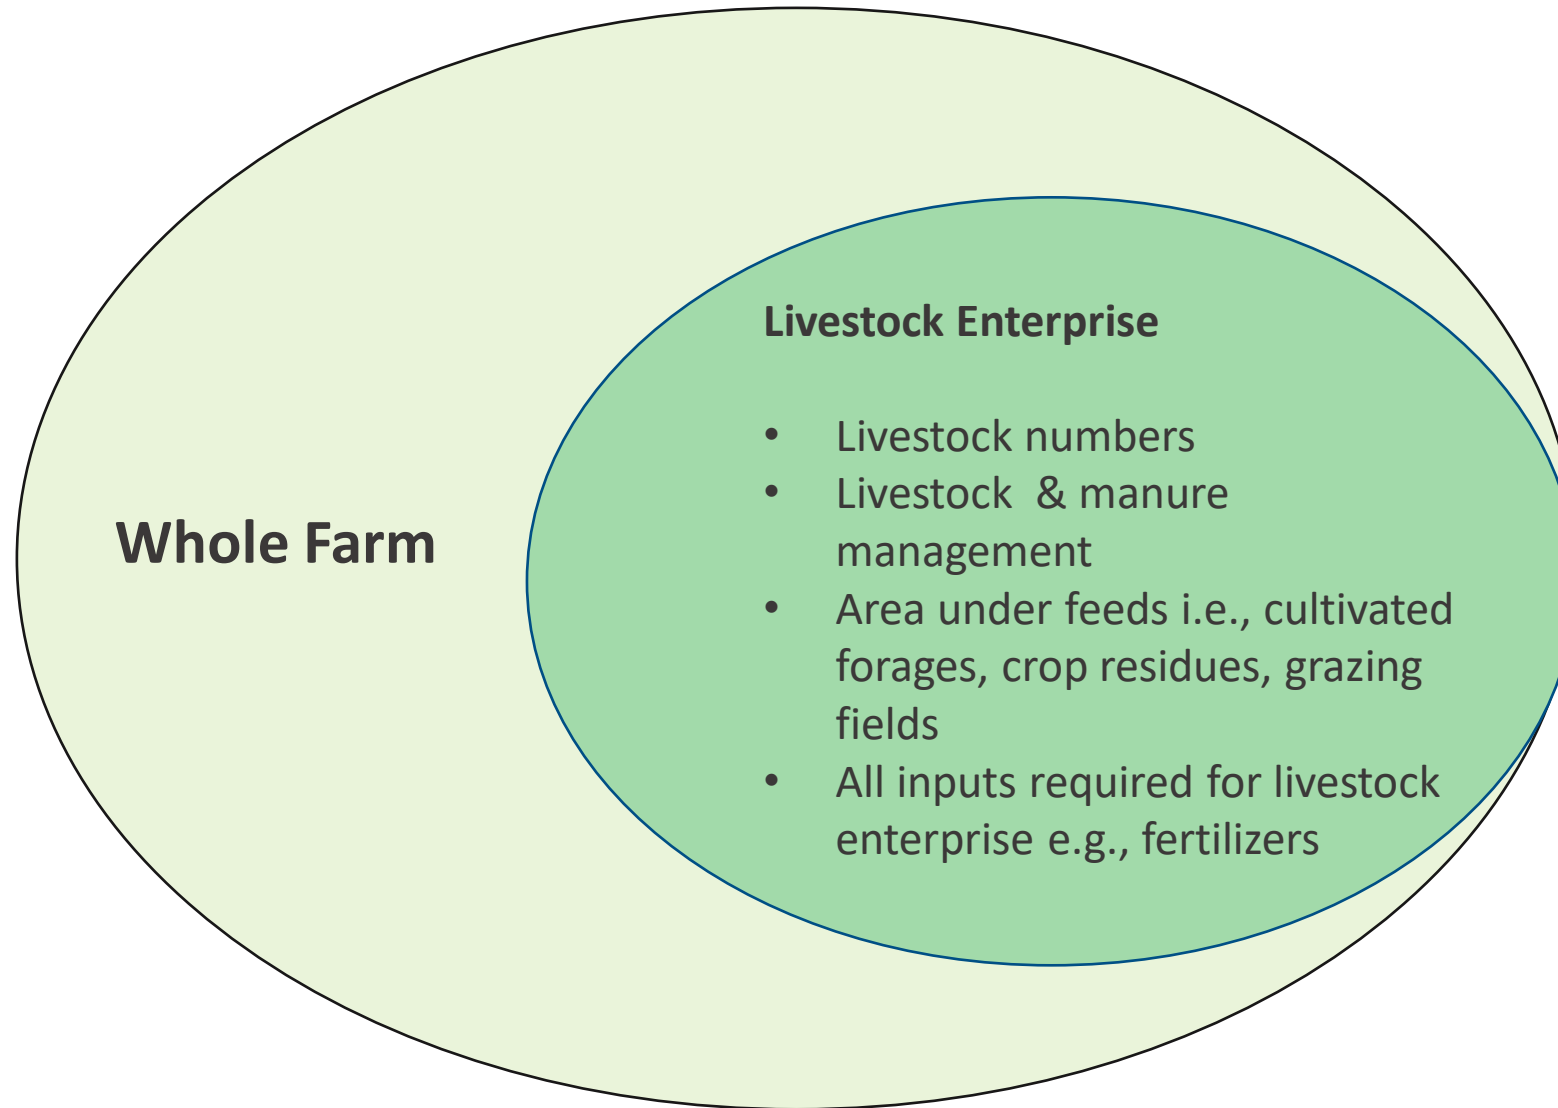 Whole Farm
Livestock Enterprise
• Livestock numbers
• Livestock  & manure
management
• Area under feeds i.e., cultivated
forages, crop residues, grazing
fields
• All inputs required for livestock
enterprise e.g., fertilizers